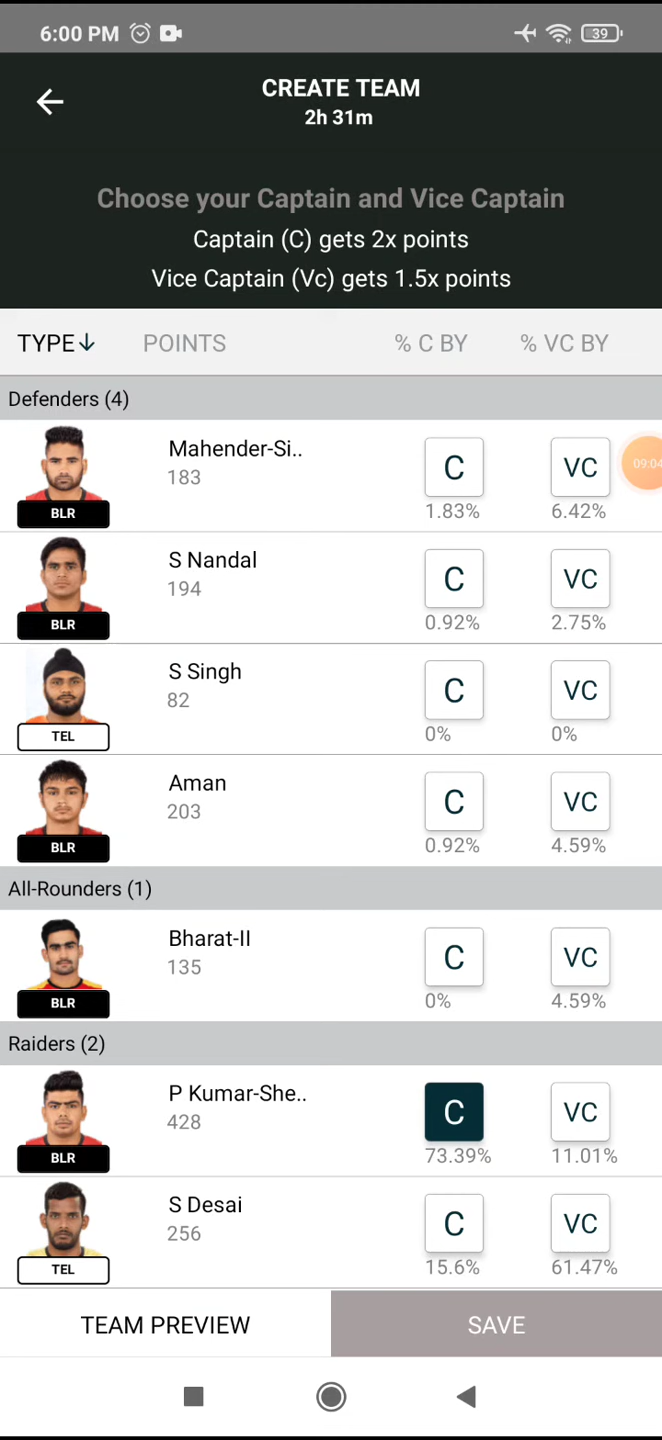 6:00 PM
39
CREATE TEAM
2h 31m
Choose your Captain and Vice Captain
Captain (C) gets 2x points
Vice Captain (Vc) gets 1.5x points
TYPE↓ POINTS % C BY % VC BY
Defenders (4)
Mahender-Si..
183
C VC
BLR
1.83% 6.42%
09:04
S Nandal
194
C VC
BLR
0.92% 2.75%
S Singh
82
C VC
TEL
0% 0%
Aman
203
C VC
BLR
0.92% 4.59%
All-Rounders (1)
Bharat-II
135
C VC
BLR
0% 4.59%
Raiders (2)
P Kumar-She..
428
C VC
BLR
73.39% 11.01%
S Desai
256
C VC
TEL
15.6% 61.47%
TEAM PREVIEW SAVE